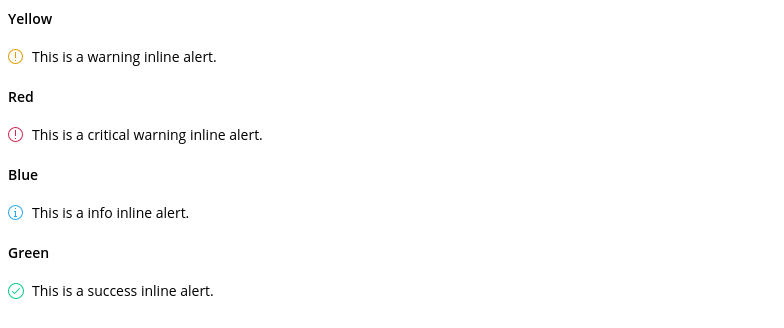 Yellow
This is a warning inline alert.
Red
This is a critical warning inline alert.
Blue
This is a info inline alert.
Green
This is a success inline alert.